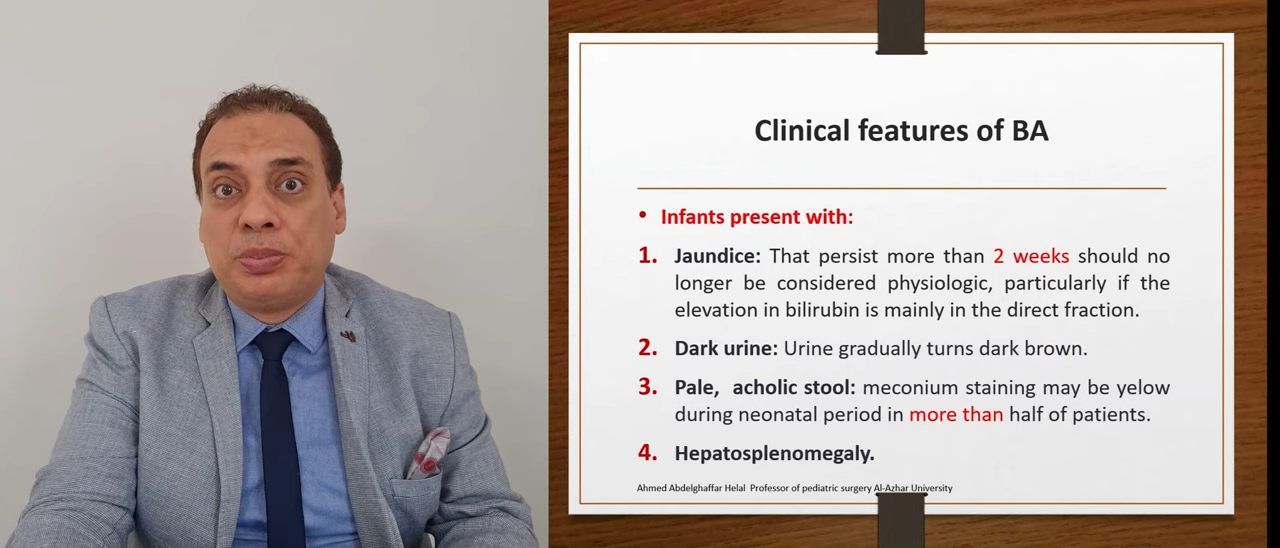 Clinical features of BA
• Infants present with:
1. Jaundice: That persist more than 2 weeks should no
longer be considered physiologic, particularly if the
elevation in bilirubin is mainly in the direct fraction.
2. Dark urine: Urine gradually turns dark brown.
3. Pale, acholic stool: meconium staining may be yelow
during neonatal period in more than half of patients.
4. Hepatosplenomegaly.
Ahmed Abdelghaffar Helal Professor of pediatric surgery Al-Azhar University